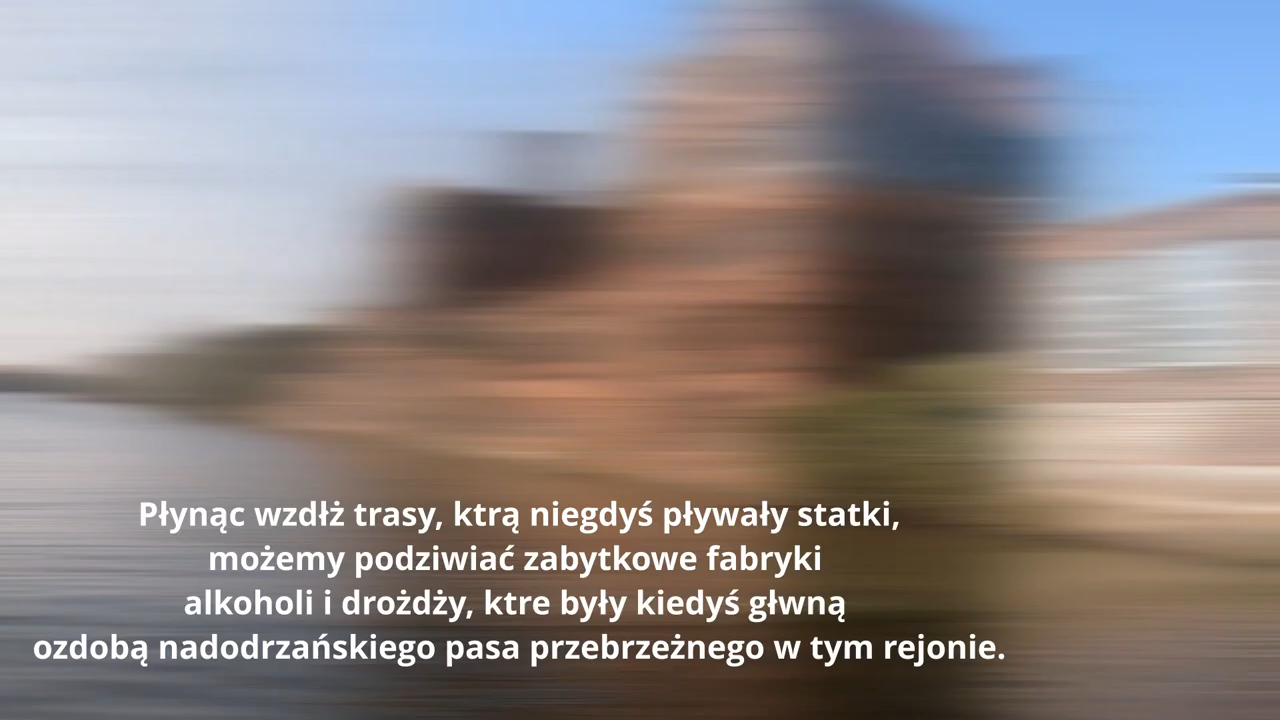 Płynąc wzdłż trasy, ktrą niegdyś pływały statki,
możemy podziwiać zabytkowe fabryki
alkoholi i drożdży, ktre były kiedyś głwną
ozdobą nadodrzańskiego pasa przebrzeżnego w tym rejonie.